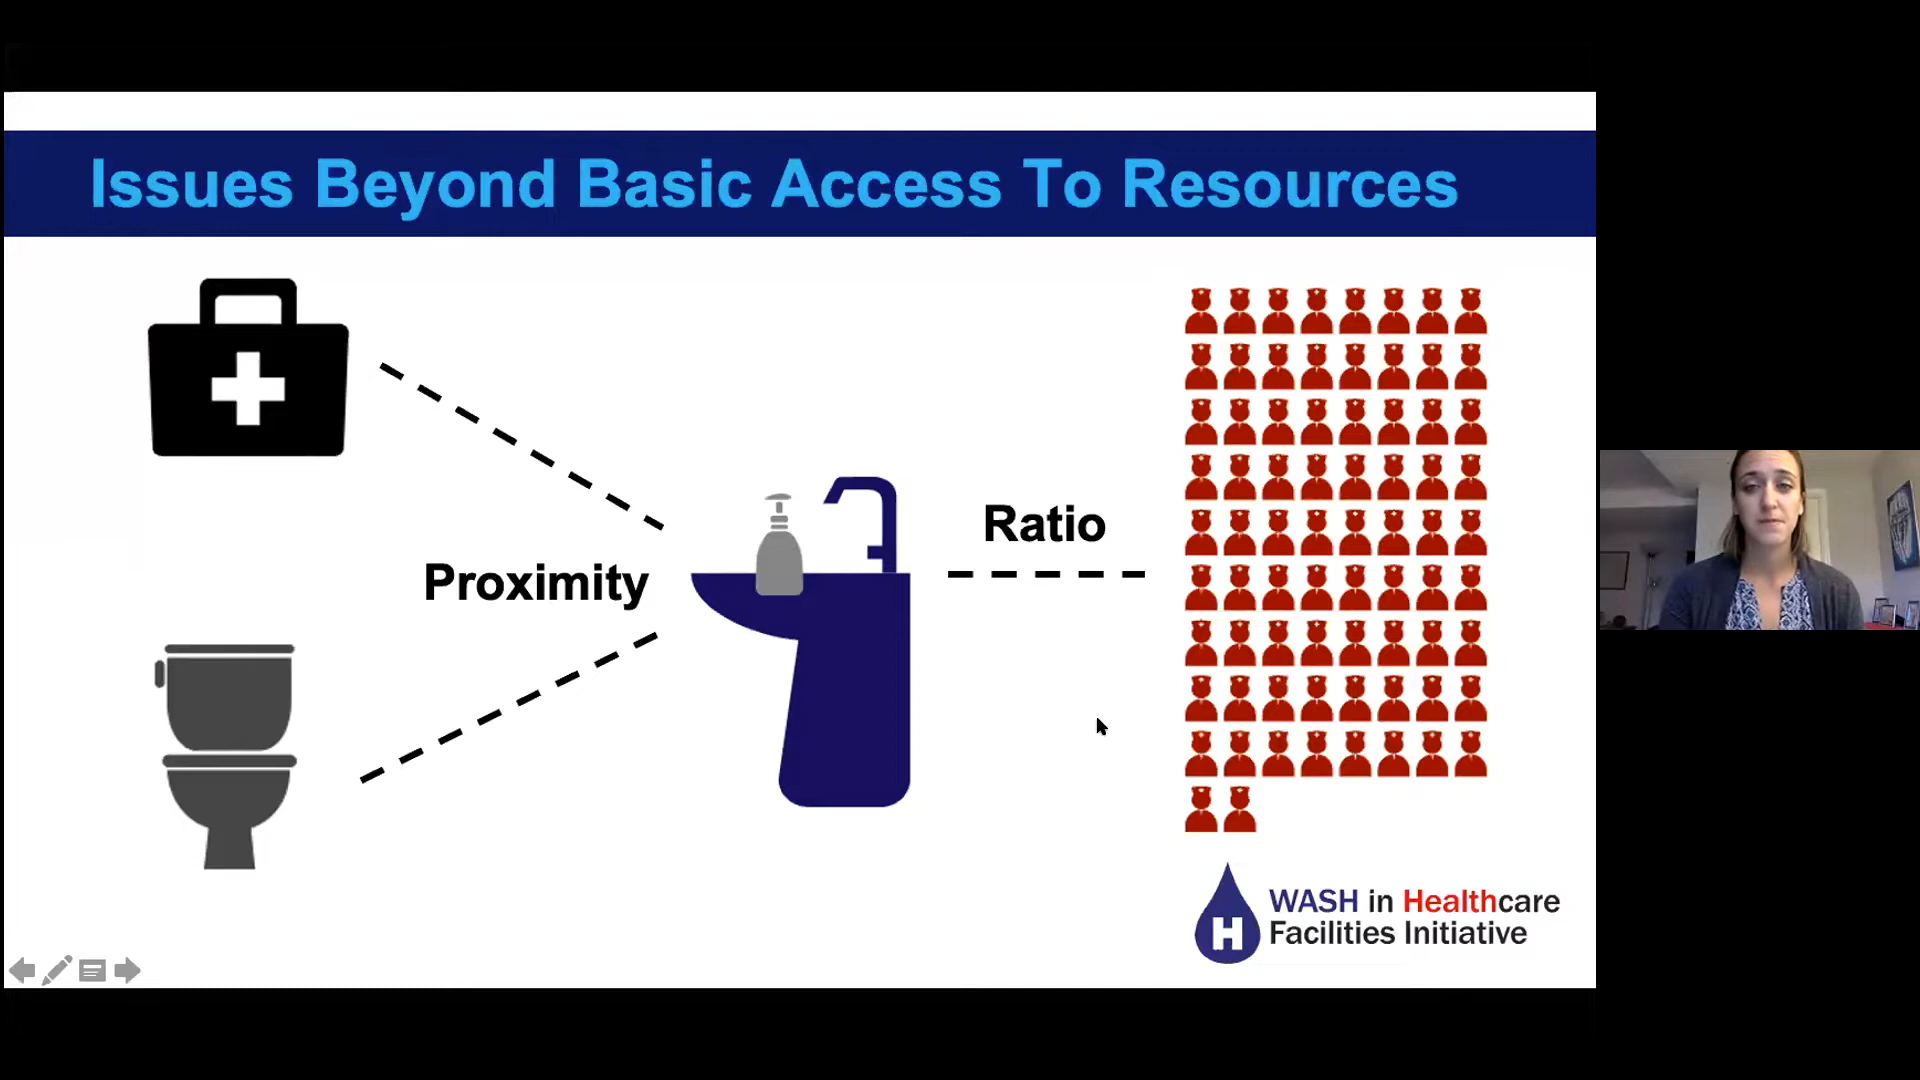 Issues Beyond Basic Access To Resources
Ratio
Proximity
H
WASH in Healthcare
Facilities Initiative